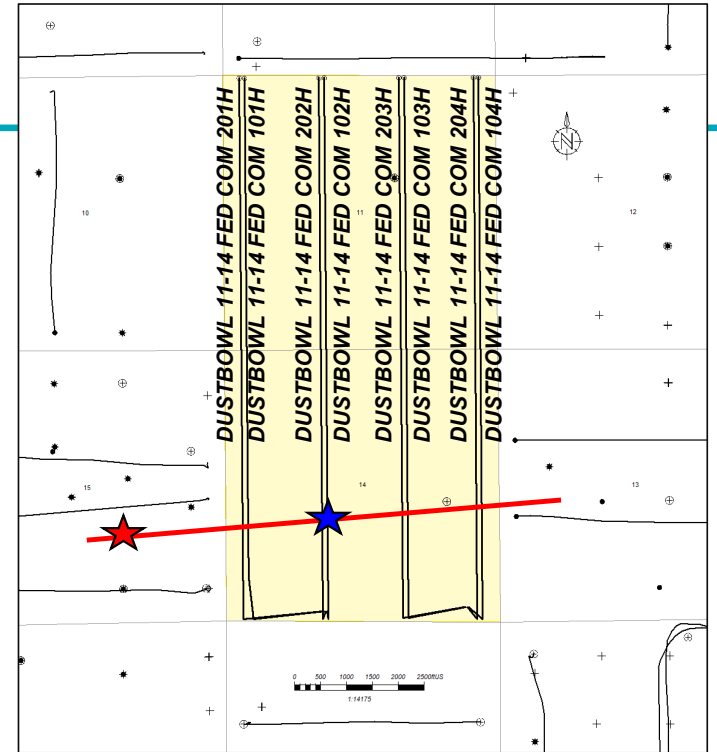 DUSTBOWL 11-14 FED COM 201H
DUSTBOWL 11-14 FED COM 101H
DUSTBOWL 11-14 FED COM 202H
DUSTBOWL 11-14 FED COM 102H
DUSTBOWL 11-14 FED COM 203H
DUSTBOWL 11-14 FED COM 103H
DUSTBOWL 11-14 FED COM 204H
DUSTBOWL 11-14 FED COM 104H
N
10
11
12
15
14
13
0 500 1000 1500 2000 2500ftUS
1:14175